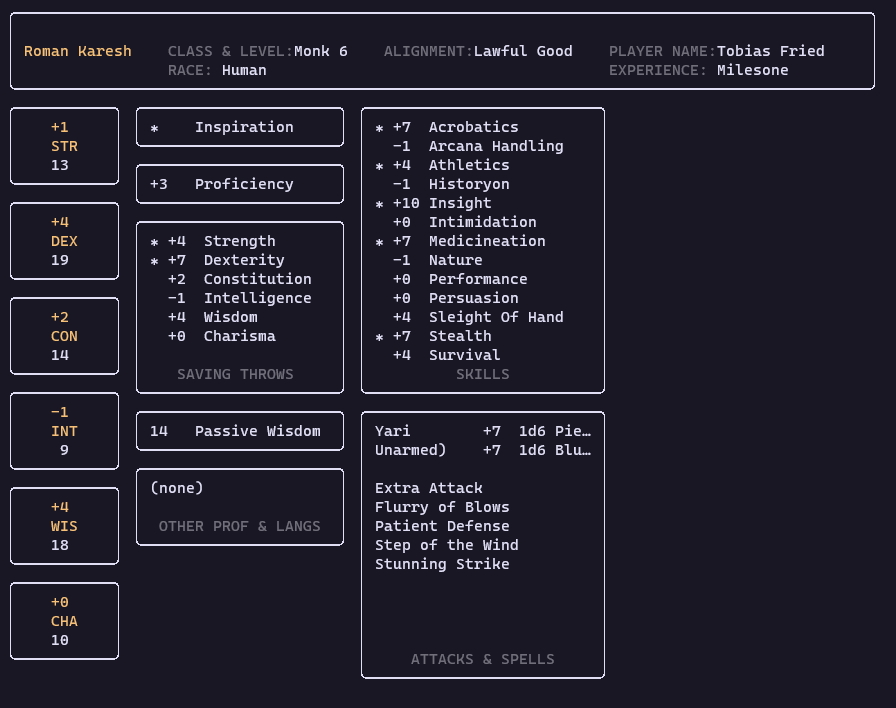 Roman Karesh CLASS & LEVEL:Monk 6 ALIGNMENT:Lawful Good PLAYER NAME:Tobias Fried
RACE: Human EXPERIENCE: Milesone
+1
STR
13
+4
DEX
19
+2
CON
14
−1
INT
9
+4
WIS
18
+0
CHA
10
* Inspiration
+3 Proficiency
* +4 Strength
* +7 Dexterity
+2 Constitution
−1 Intelligence
+4 Wisdom
+0 Charisma
SAVING THROWS
14 Passive Wisdom
(none)
OTHER PROF & LANGS
* +7 Acrobatics
−1 Arcana Handling
* +4 Athletics
−1 Historyon
* +10 Insight
+0 Intimidation
* +7 Medicineation
−1 Nature
+0 Performance
+0 Persuasion
+4 Sleight Of Hand
* +7 Stealth
+4 Survival
SKILLS
Yari +7 1d6 Pie…
Unarmed) +7 1d6 Blu…
Extra Attack
Flurry of Blows
Patient Defense
Step of the Wind
Stunning Strike
ATTACKS & SPELLS